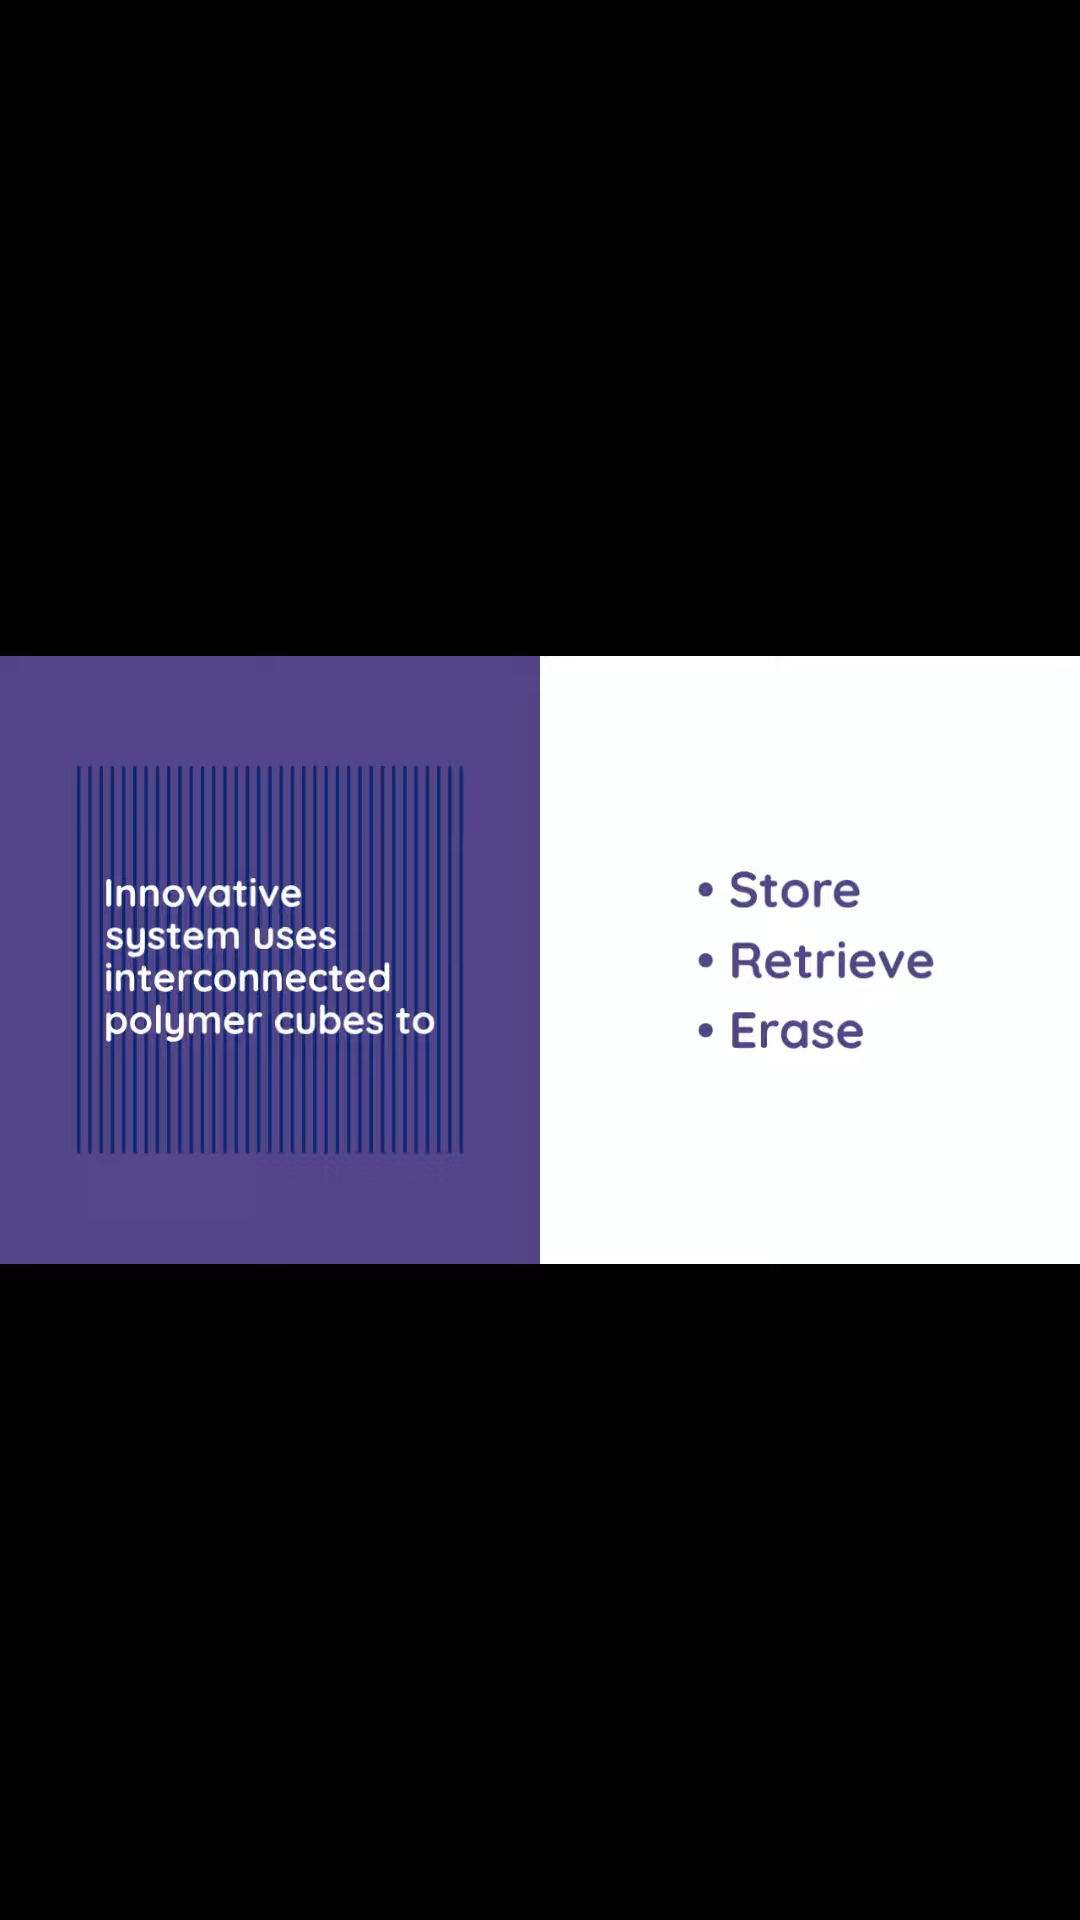 Innovative
system uses
interconnected
polymer cubes to
• Store
• Retrieve
• Erase